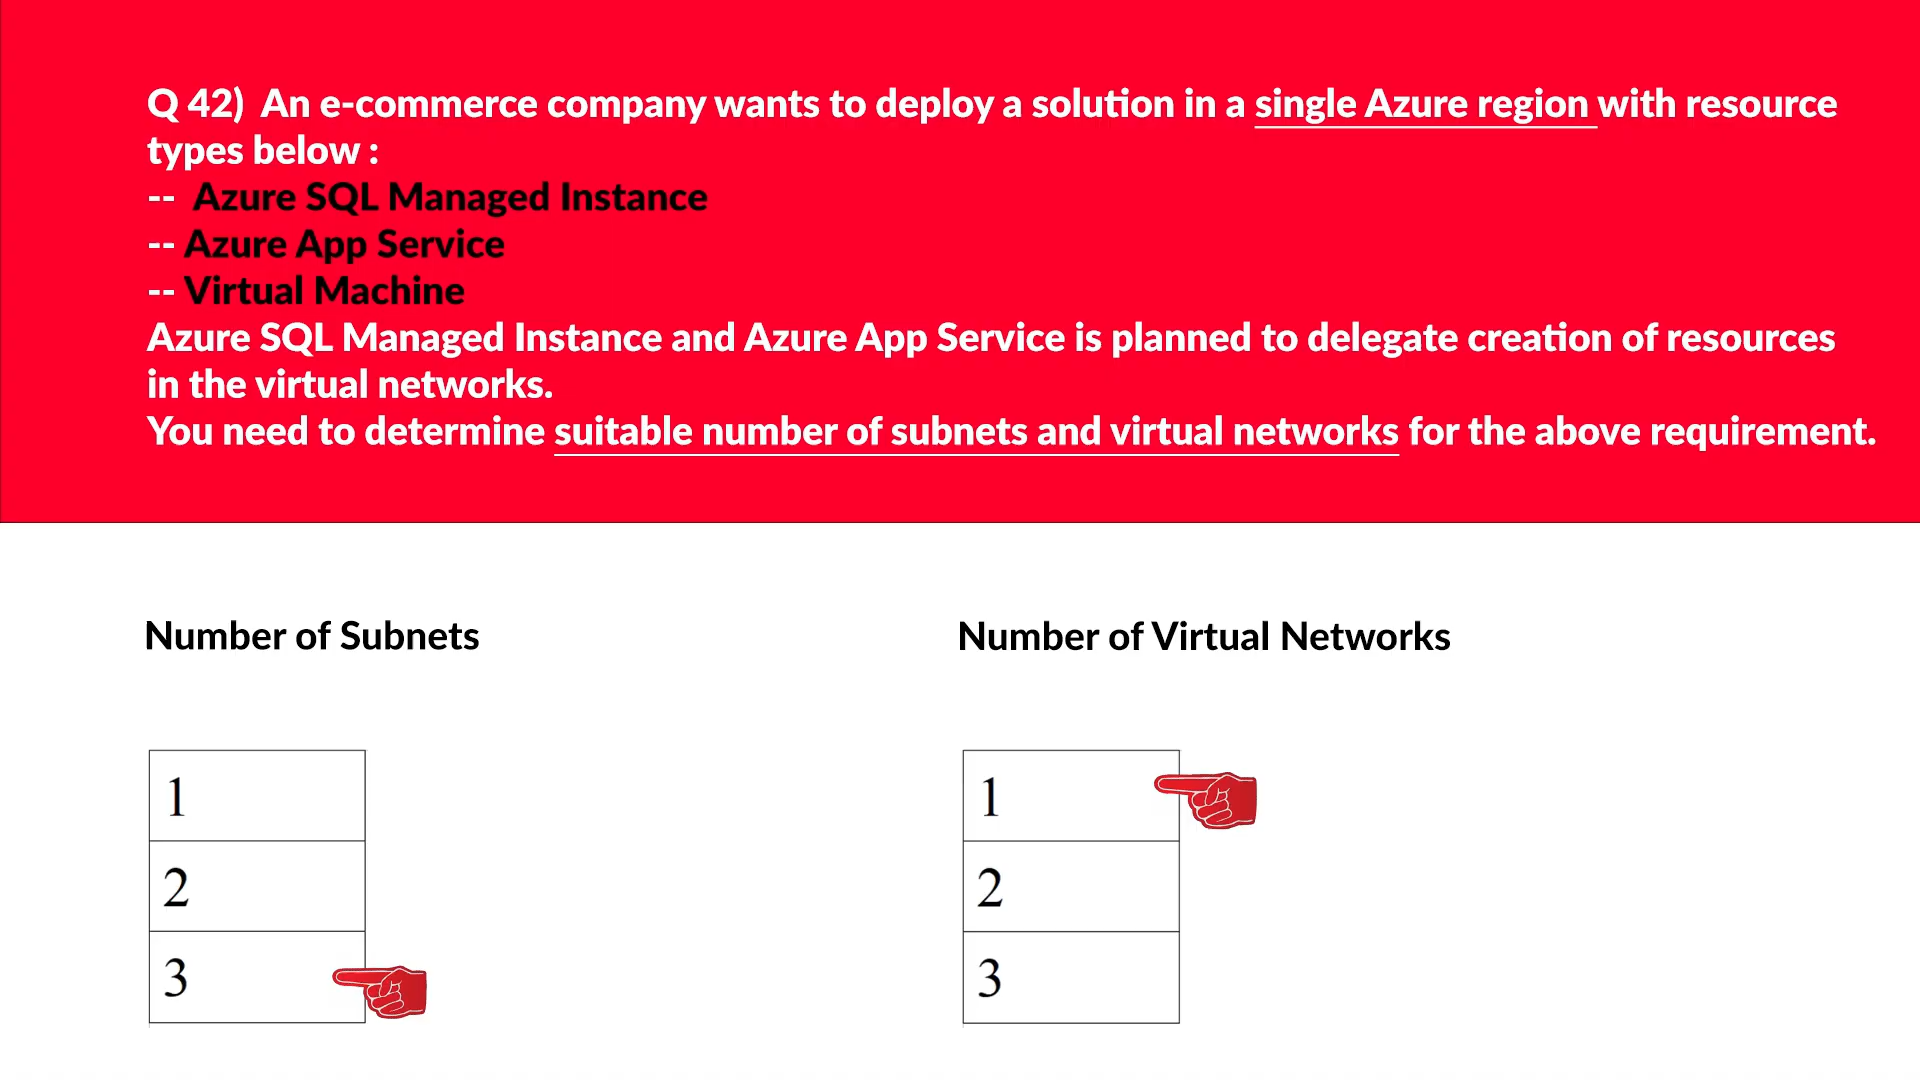 Q 42)  An e-commerce company wants to deploy a solution in a single Azure region with resource
types below :
--  Azure SQL Managed Instance
-- Azure App Service
-- Virtual Machine
Azure SQL Managed Instance and Azure App Service is planned to delegate creation of resources
in the virtual networks.
You need to determine suitable number of subnets and virtual networks for the above requirement.
Number of Subnets
1
2
3
Number of Virtual Networks
1
2
3